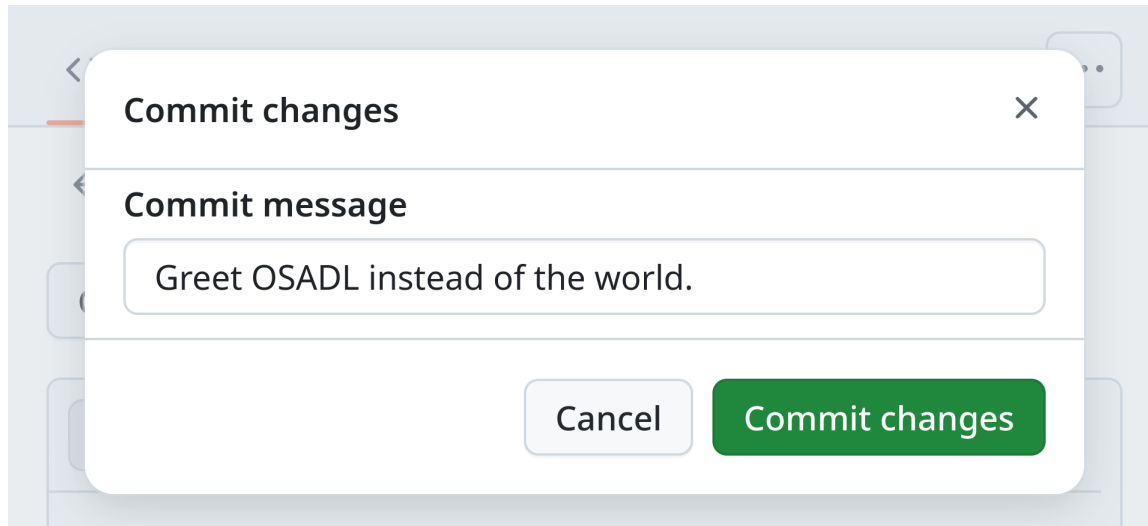 Commit changes
Commit message
Greet OSADL instead of the world.
Cancel
Commit changes